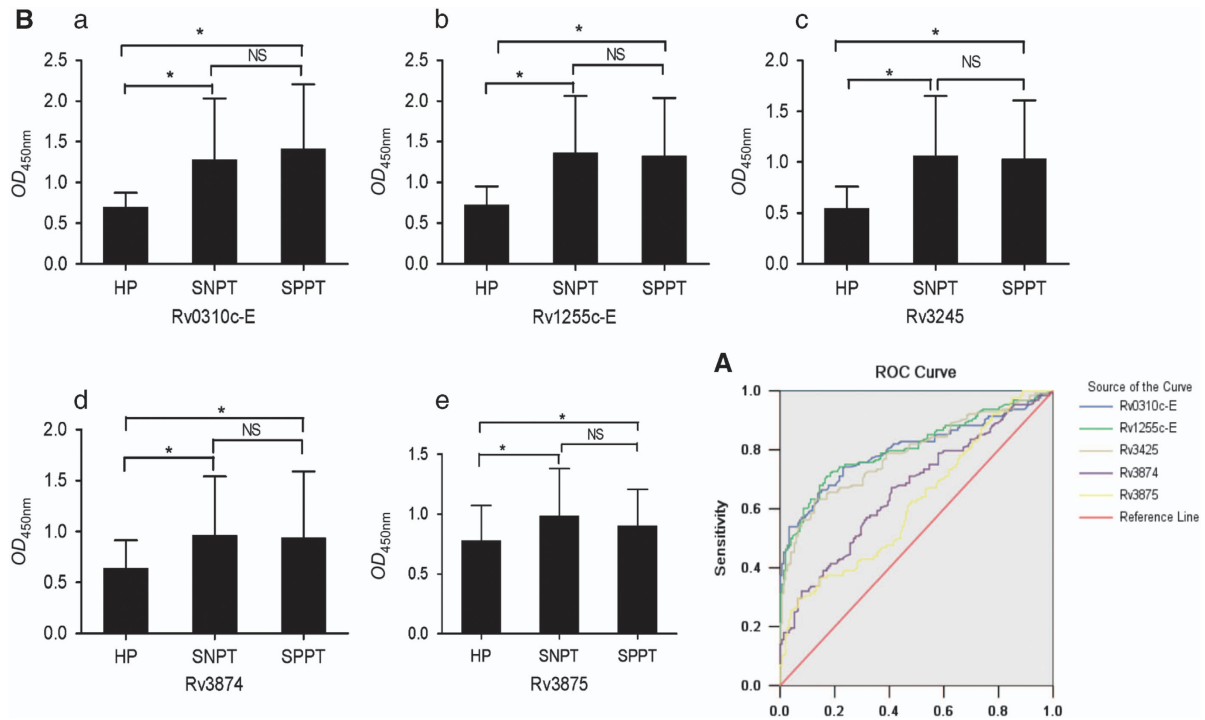 B a
*
NS
*
2.5
2.0
1.5
1.0
0.5
0.0
OD450nm
HP SNPT SPPT
Rv0310c-E
b
*
NS
*
2.5
2.0
1.5
1.0
0.5
0.0
OD450nm
HP SNPT SPPT
Rv1255c-E
c
*
NS
*
2.0
1.5
1.0
0.5
0.0
OD450nm
HP SNPT SPPT
Rv3245
d
*
NS
*
2.0
1.5
1.0
0.5
0.0
OD450nm
HP SNPT SPPT
Rv3874
e
*
NS
*
1.5
1.0
0.5
0.0
OD450nm
HP SNPT SPPT
Rv3875
A
ROC Curve
1.0
0.8
0.6
0.4
0.2
0.0
Sensitivity
0.0 0.2 0.4 0.6 0.8 1.0
Source of the Curve
Rv0310c-E
Rv1255c-E
Rv3425
Rv3874
Rv3875
Reference Line